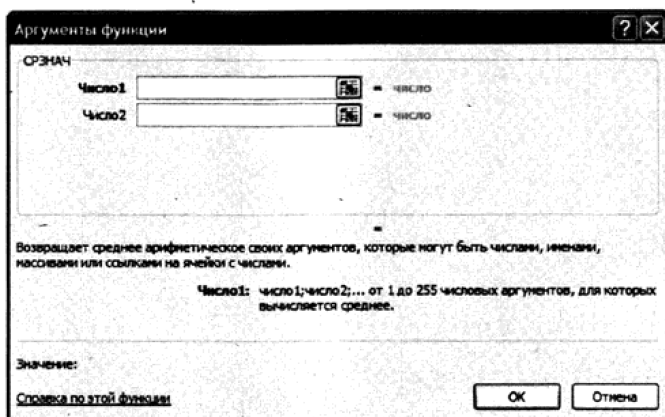 Аргументы функции
СРЗНАЧ
Число1 = число
Число2 = число
=
Возвращает среднее арифметическое своих аргументов, которые могут быть числами, именами,
массивами или ссылками на ячейки с числами.
Число1: число1;число2;... от 1 до 255 числовых аргументов, для которых
вычисляется среднее.
Значение:
Справка по этой функции
ОК
Отмена